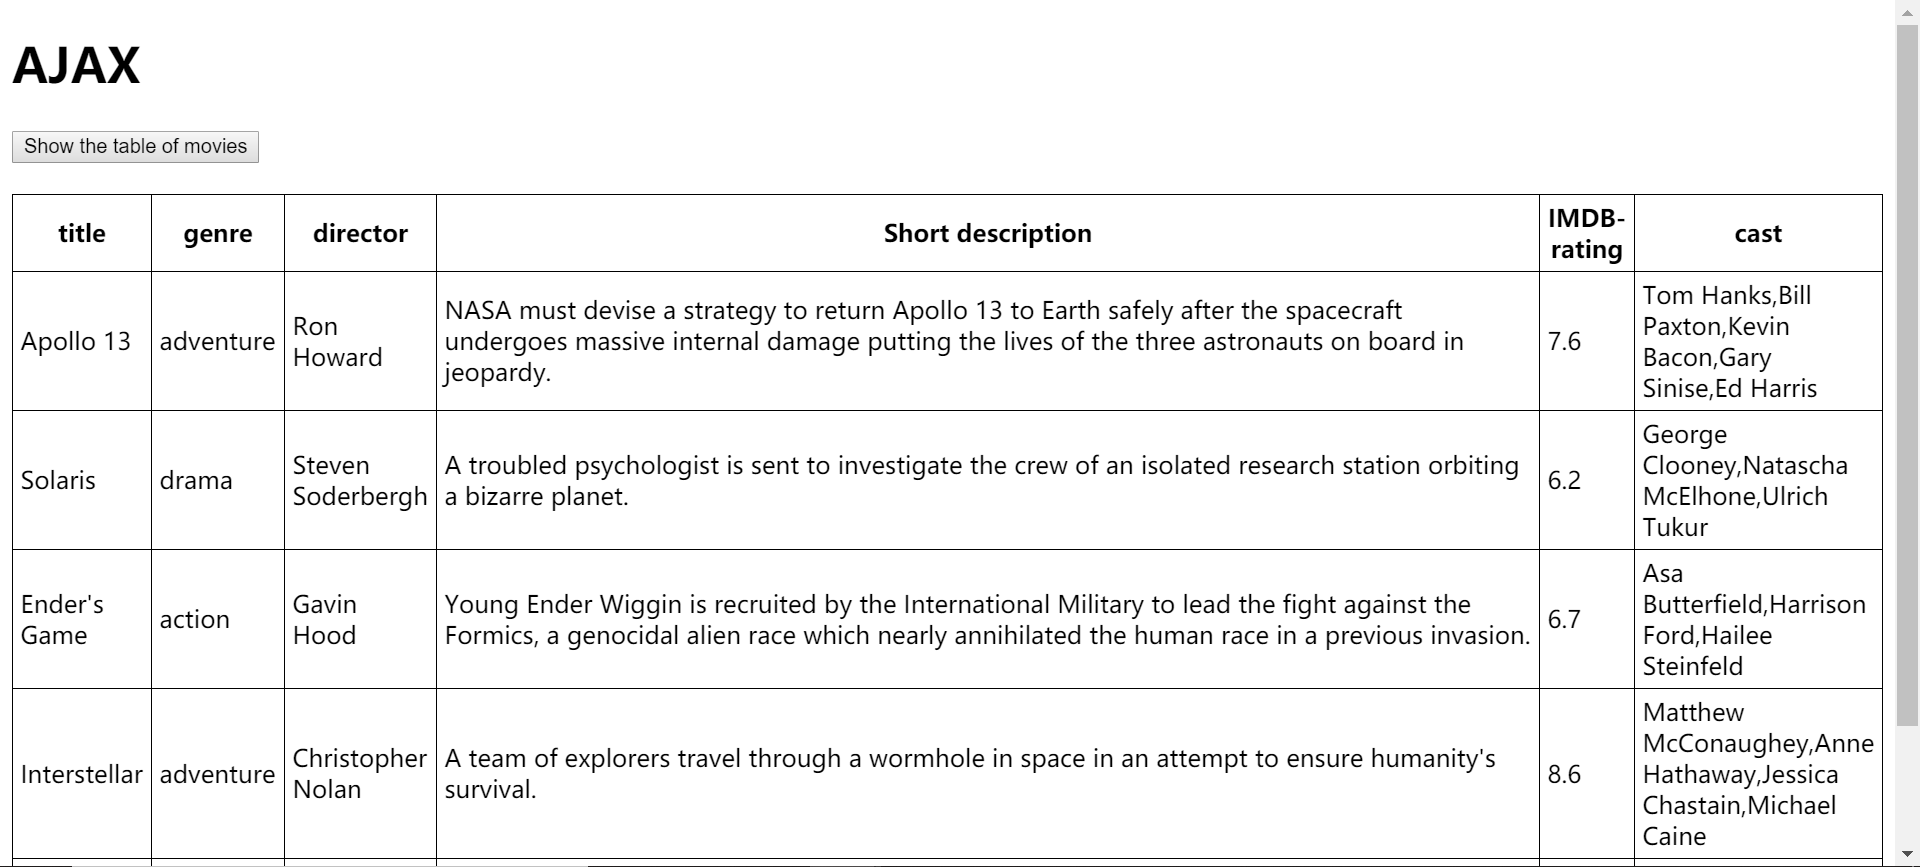 AJAX
Show the table of movies
title genre director Short description IMDB-
rating cast
Apollo 13
adventure
Ron
Howard
NASA must devise a strategy to return Apollo 13 to Earth safely after the spacecraft
undergoes massive internal damage putting the lives of the three astronauts on board in
jeopardy.
7.6
Tom Hanks,Bill
Paxton,Kevin
Bacon,Gary
Sinise,Ed Harris
Solaris
drama
Steven
Soderbergh
A troubled psychologist is sent to investigate the crew of an isolated research station orbiting
a bizarre planet.
6.2
George
Clooney,Natascha
McElhone,Ulrich
Tukur
Ender's
Game
action
Gavin
Hood
Young Ender Wiggin is recruited by the International Military to lead the fight against the
Formics, a genocidal alien race which nearly annihilated the human race in a previous invasion.
6.7
Asa
Butterfield,Harrison
Ford,Hailee
Steinfeld
Interstellar
adventure
Christopher
Nolan
A team of explorers travel through a wormhole in space in an attempt to ensure humanity's
survival.
8.6
Matthew
McConaughey,Anne
Hathaway,Jessica
Chastain,Michael
Caine